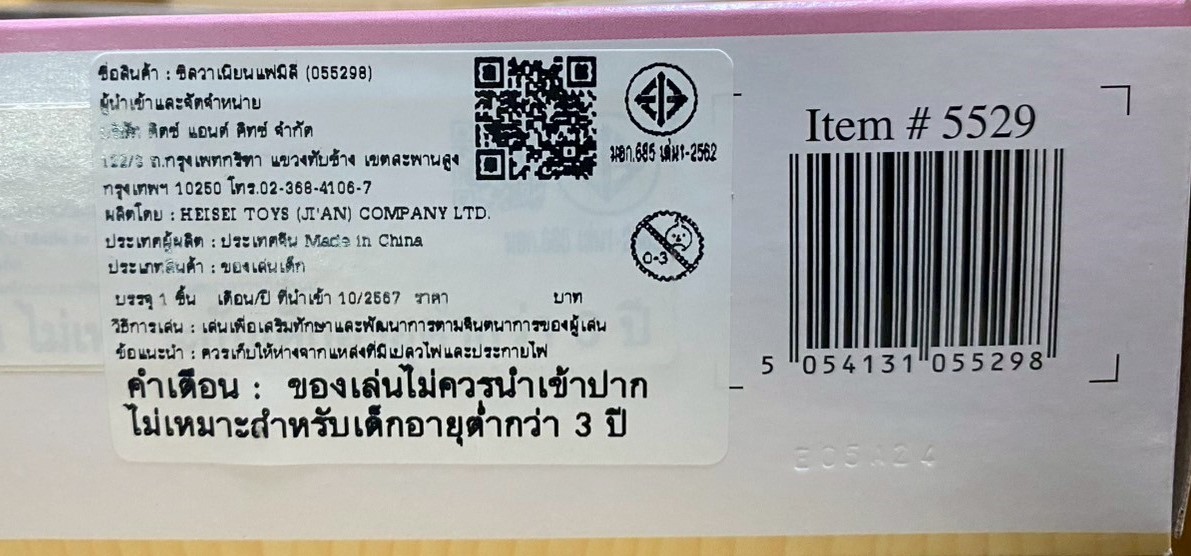 ชื่อสินค้า : ซิลวาเนียนแฟมิลี่ (055298)
ผู้นำเข้าและจัดจำหน่าย
บริษัท คิดซ์ แอนด์ คิทซ์ จำกัด
122/3 ถ.กรุงเทพกรีฑา แขวงทับช้าง เขตสะพานสูง
กรุงเทพฯ 10250 โทร.02-368-4106-7
ผลิตโดย : HEISEI TOYS (JI'AN) COMPANY LTD.
ประเทศผู้ผลิต : ประเทศจีน Made in China
ประเภทสินค้า : ของเล่นเด็ก
บรรจุ 1 ชิ้น เดือน/ปี ที่นำเข้า 10/2567 ราคา บาท
วิธีการเล่น : เล่นเพื่อเสริมทักษาและพัฒนาการตามจินตนาการของผู้เล่น
ข้อแนะนำ : ควรเก็บให้ห่างจากแหล่งที่มีเปลวไฟและประกายไฟ
คำเตือน : ของเล่นไม่ควรนำเข้าปาก
ไม่เหมาะสำหรับเด็กอายุต่ำกว่า 3 ปี
มอก.685 เล่ม1-2562
0-3
Item # 5529
5 054131 055298
E05A24